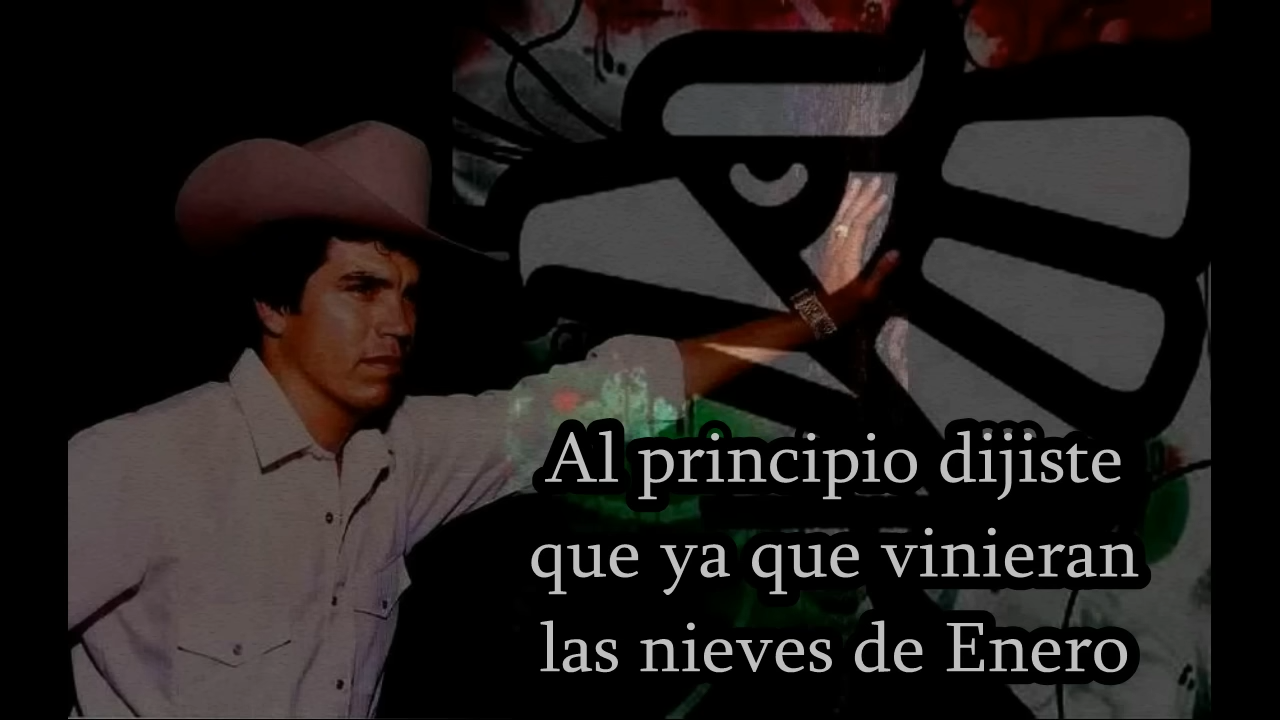 Al principio dijiste
que ya que vinieran
las nieves de Enero